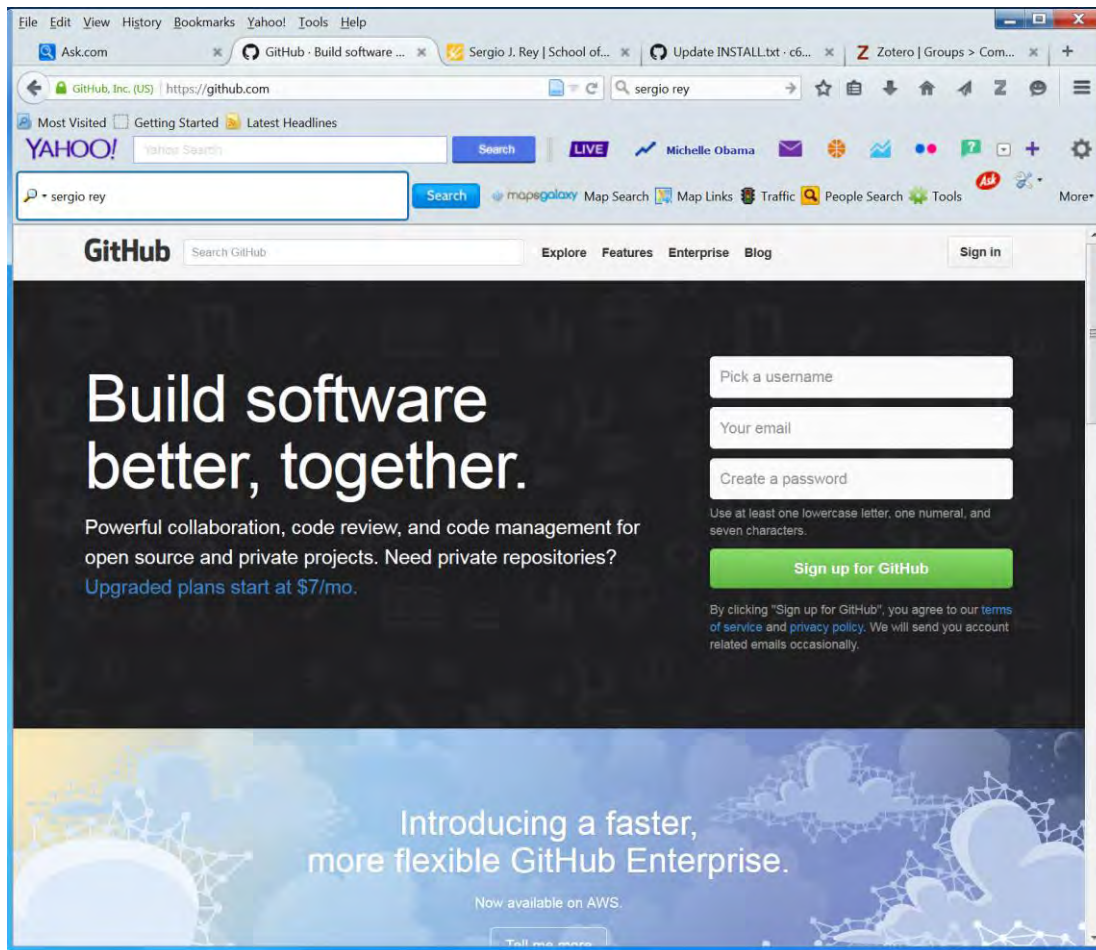 File Edit View History Bookmarks Yahoo! Tools Help
Ask.com GitHub · Build software ... Sergio J. Rey | School of... Update INSTALL.txt · c6... Zotero | Groups > Com...
GitHub, Inc. (US) https://github.com sergio rey
Most Visited Getting Started Latest Headlines
YAHOO! Yahoo Search Search LIVE Michelle Obama
sergio rey Search mapsgalaxy Map Search Map Links Traffic People Search Tools Ask More
GitHub Search GitHub Explore Features Enterprise Blog Sign in
Build software
better, together.
Powerful collaboration, code review, and code management for
open source and private projects. Need private repositories?
Upgraded plans start at $7/mo.
Pick a username
Your email
Create a password
Use at least one lowercase letter, one numeral, and
seven characters.
Sign up for GitHub
By clicking "Sign up for GitHub", you agree to our terms
of service and privacy policy. We will send you account
related emails occasionally.
Introducing a faster,
more flexible GitHub Enterprise.
Now available on AWS.
Tell me more